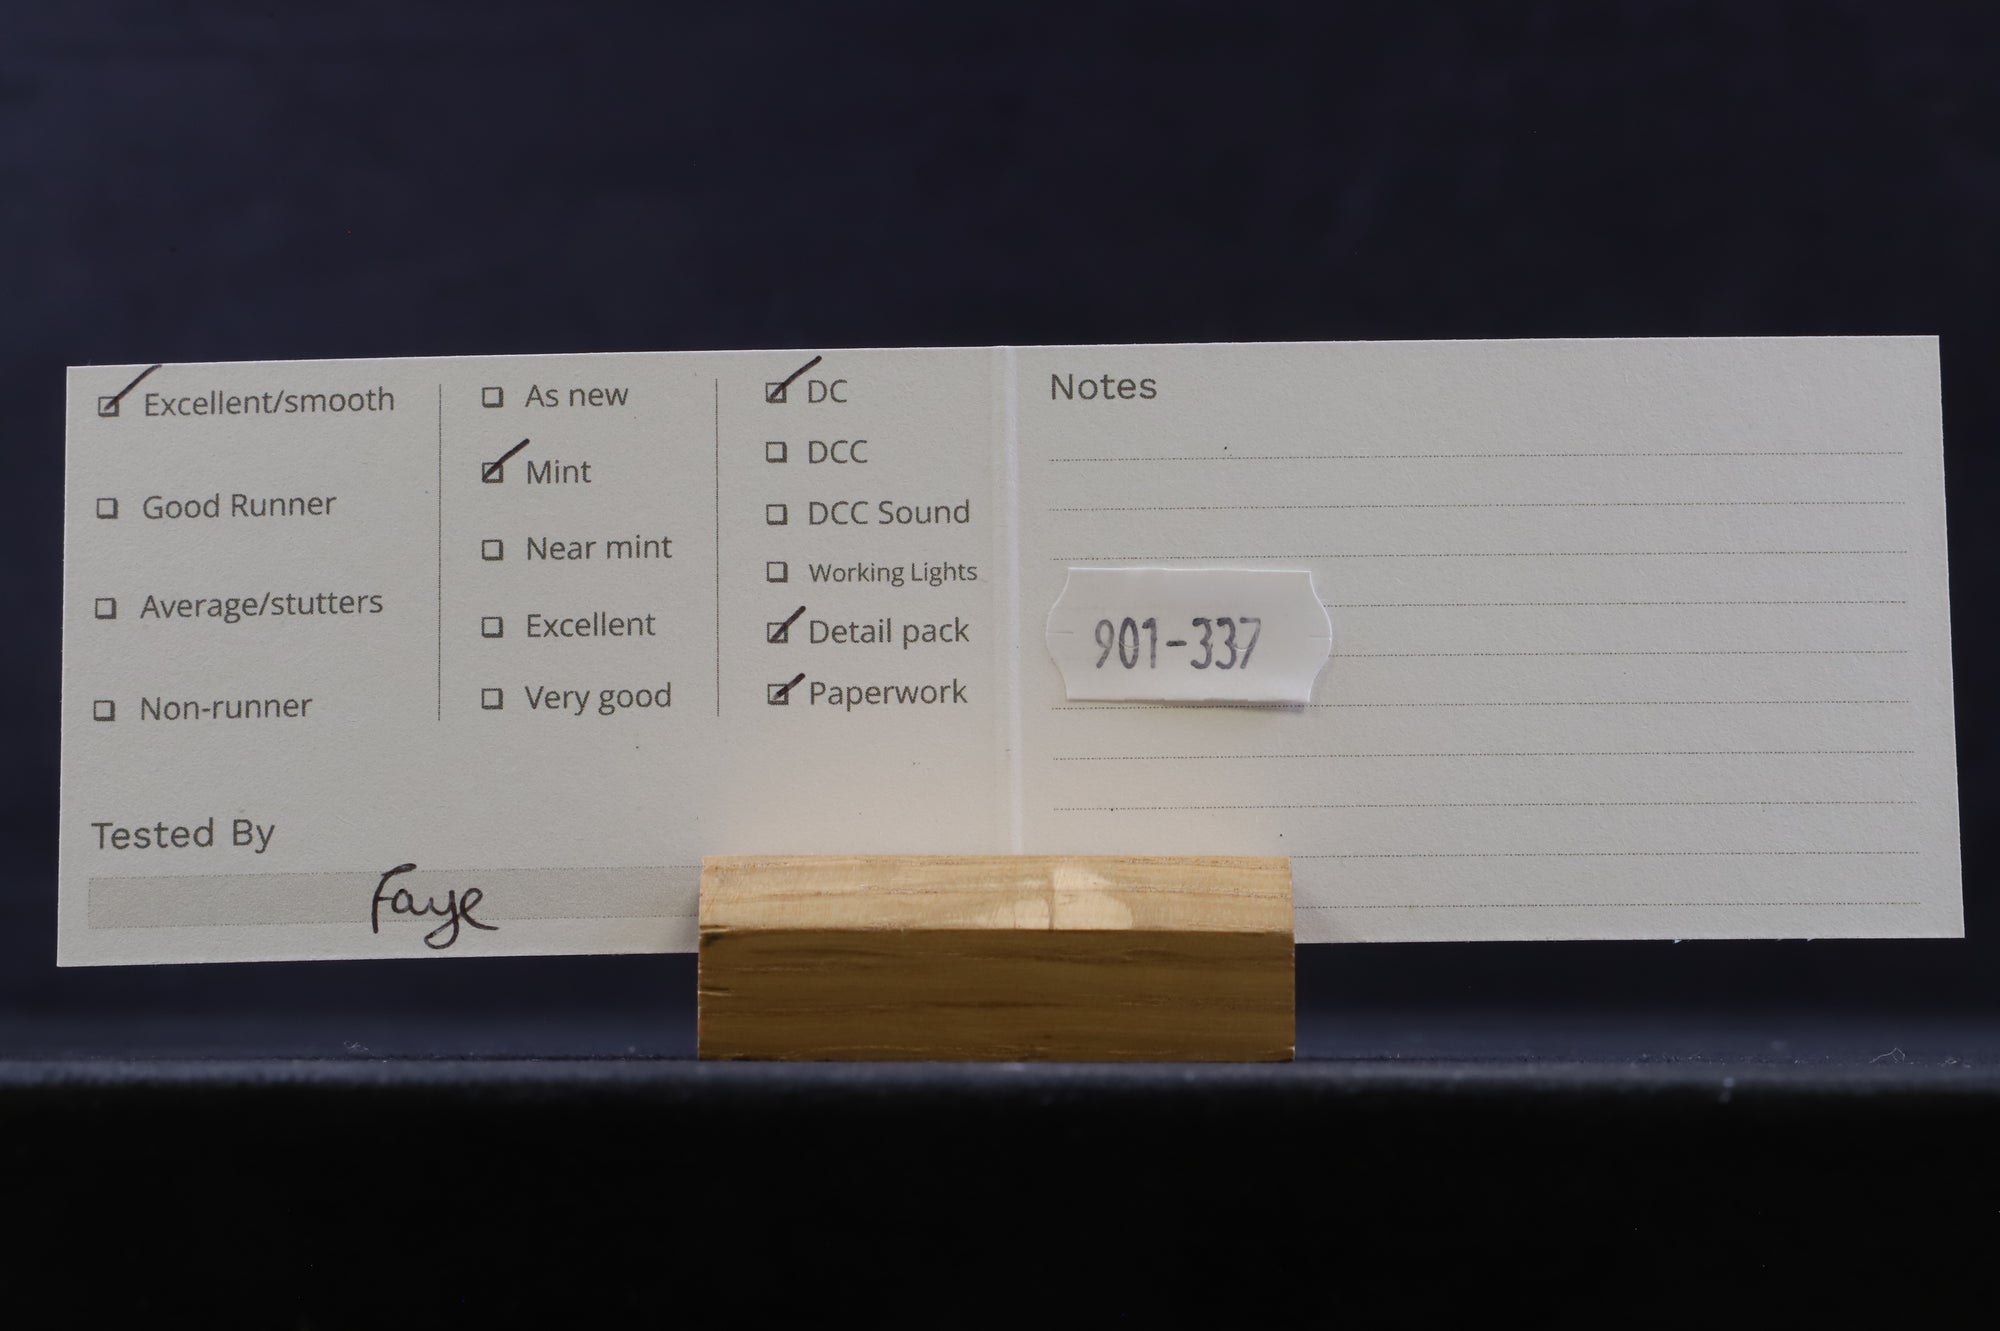 Excellent/smooth
Good Runner
Average/stutters
Non-runner
As new
Mint
Near mint
Excellent
Very good
DC
DCC
DCC Sound
Working Lights
Detail pack
Paperwork
Tested By
Faye
Notes
901-337